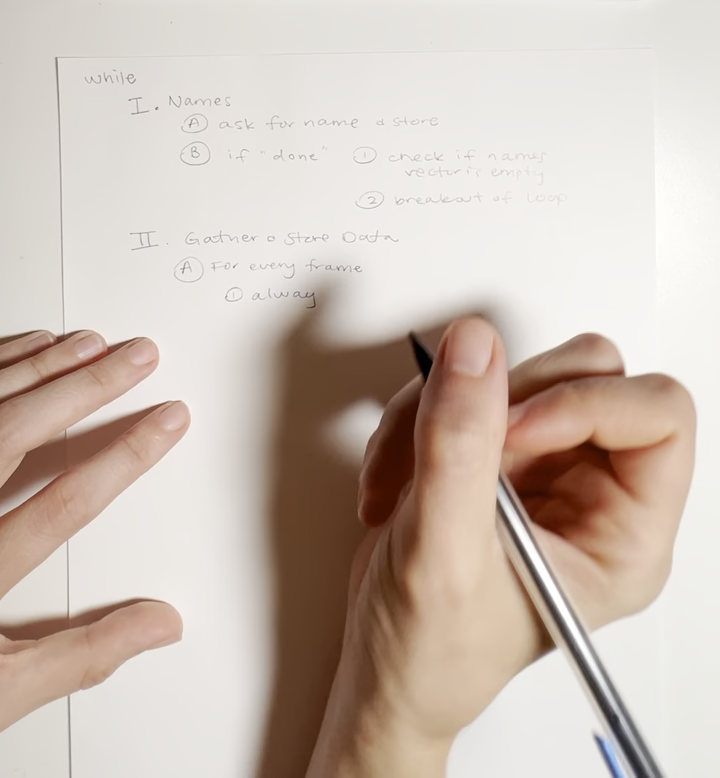 while
I. Names
A ask for name & store
B if "done" 1 check if names
vector is empty
2 breakout of loop
II. Gather & Store Data
A For every frame
1 alway